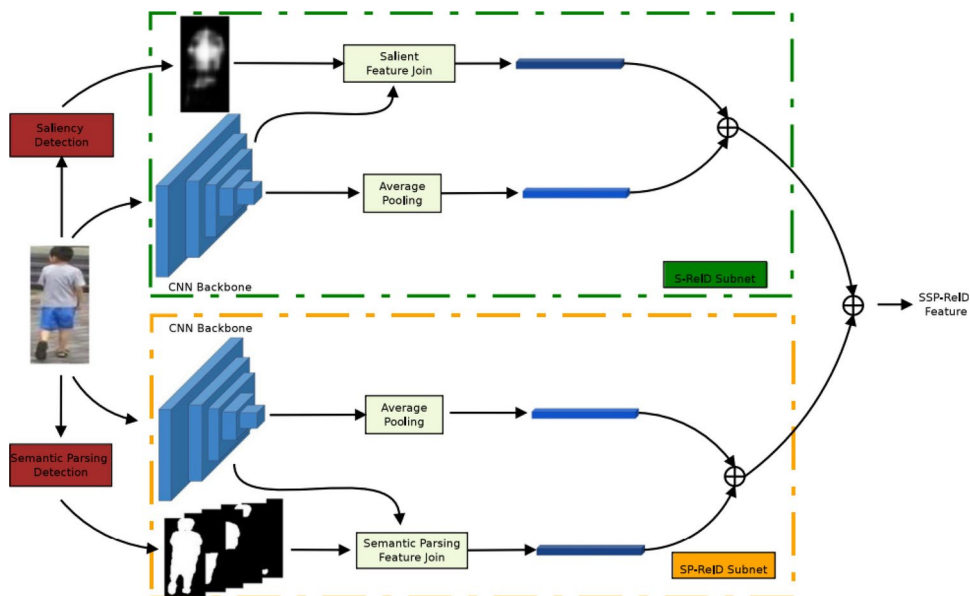 Salient
Feature Join
Saliency
Detection
Average
Pooling
CNN Backbone
S-ReID Subnet
SSP-ReID
Feature
CNN Backbone
Average
Pooling
Semantic Parsing
Detection
Semantic Parsing
Feature Join
SP-ReID Subnet